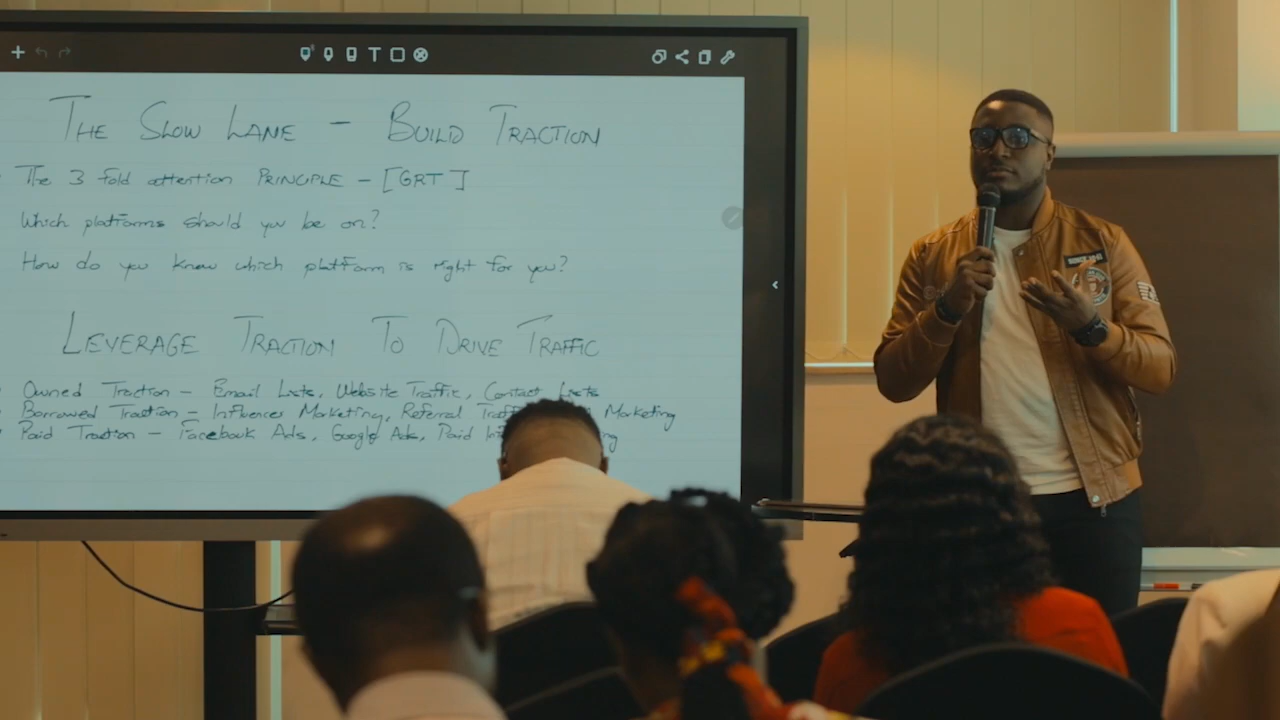 THE SLOW LANE - BUILD TRACTION
The 3 fold attention PRINCIPLE - [GRT]
Which platforms should you be on?
How do you know which platform is right for you?
LEVERAGE TRACTION TO DRIVE TRAFFIC
Owned Traction - Email Lists, Website Traffic, Contact Lists
Borrowed Traction - Influencer Marketing, Referral Marketing
Paid Traction - Facebook Ads, Google Ads, Paid